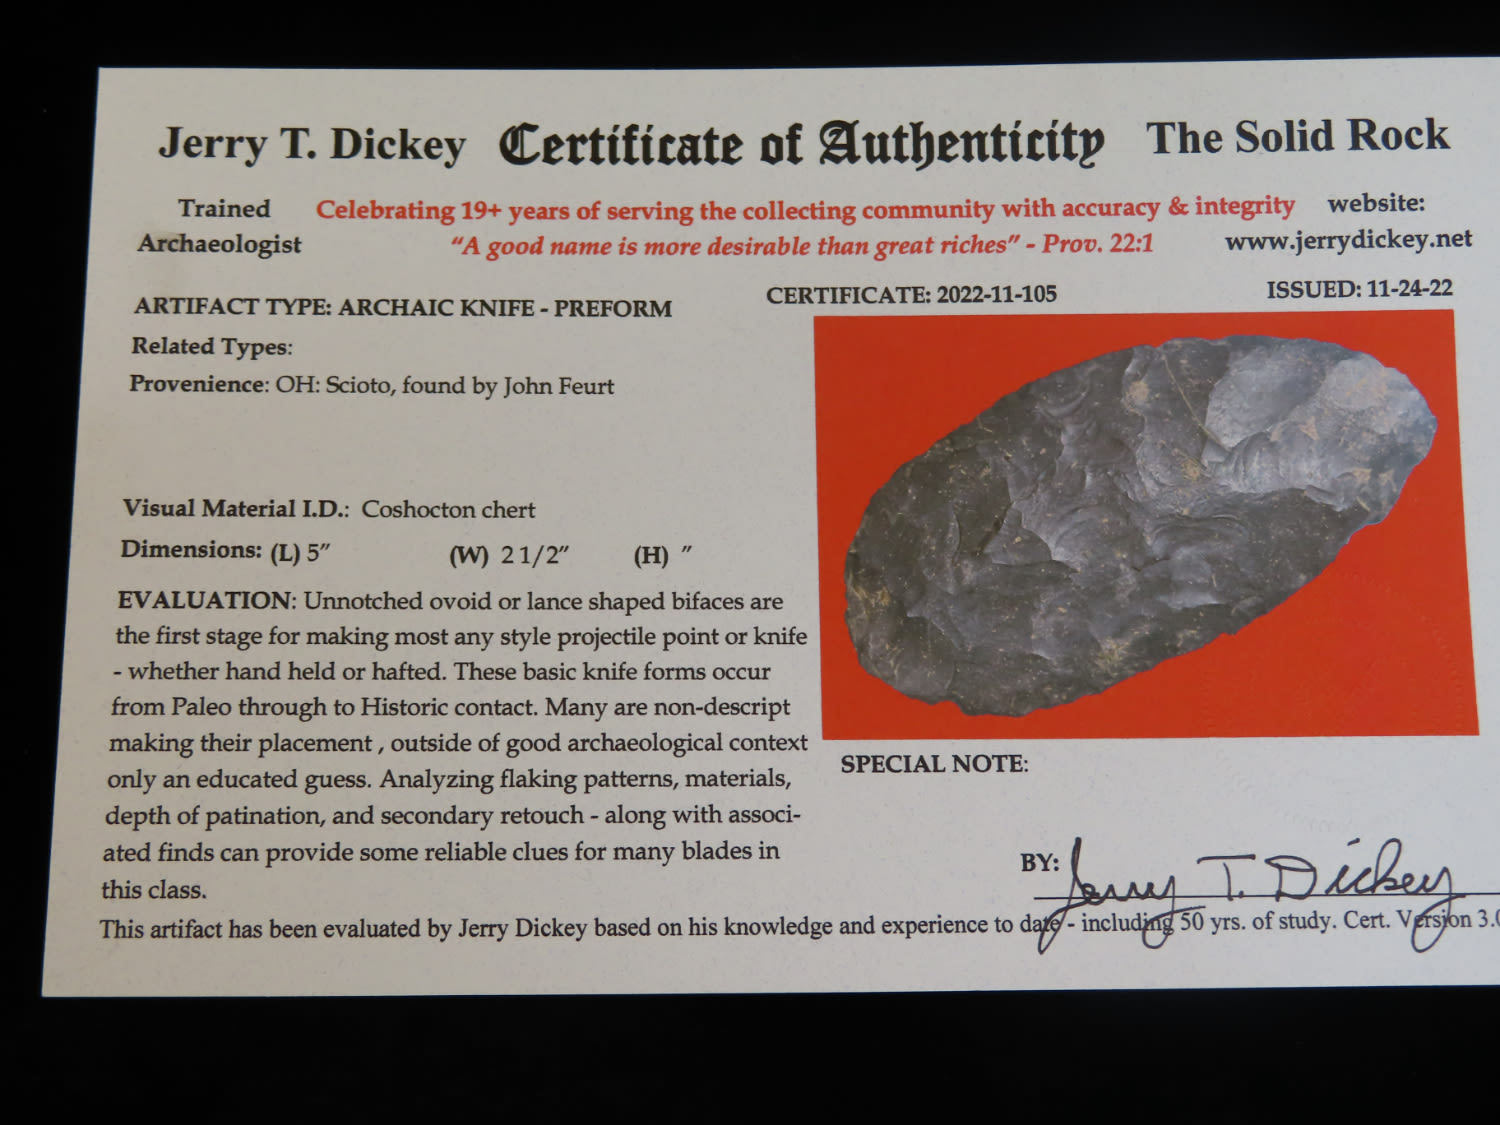 Jerry T. Dickey Certificate of Authenticity The Solid Rock
Trained Archaeologist
Celebrating 19+ years of serving the collecting community with accuracy & integrity
"A good name is more desirable than great riches" - Prov. 22:1
website:
www.jerrydickey.net
ARTIFACT TYPE: ARCHAIC KNIFE - PREFORM
CERTIFICATE: 2022-11-105
ISSUED: 11-24-22
Related Types:
Provenience: OH: Scioto, found by John Feurt
Visual Material I.D.: Coshocton chert
Dimensions: (L) 5" (W) 2 1/2" (H) "
EVALUATION: Unnotched ovoid or lance shaped bifaces are
the first stage for making most any style projectile point or knife
- whether hand held or hafted. These basic knife forms occur
from Paleo through to Historic contact. Many are non-descript
making their placement , outside of good archaeological context
only an educated guess. Analyzing flaking patterns, materials,
depth of patination, and secondary retouch - along with associ-
ated finds can provide some reliable clues for many blades in
this class.
SPECIAL NOTE:
BY: Jerry T. Dickey
This artifact has been evaluated by Jerry Dickey based on his knowledge and experience to date - including 50 yrs. of study. Cert. Version 3.0